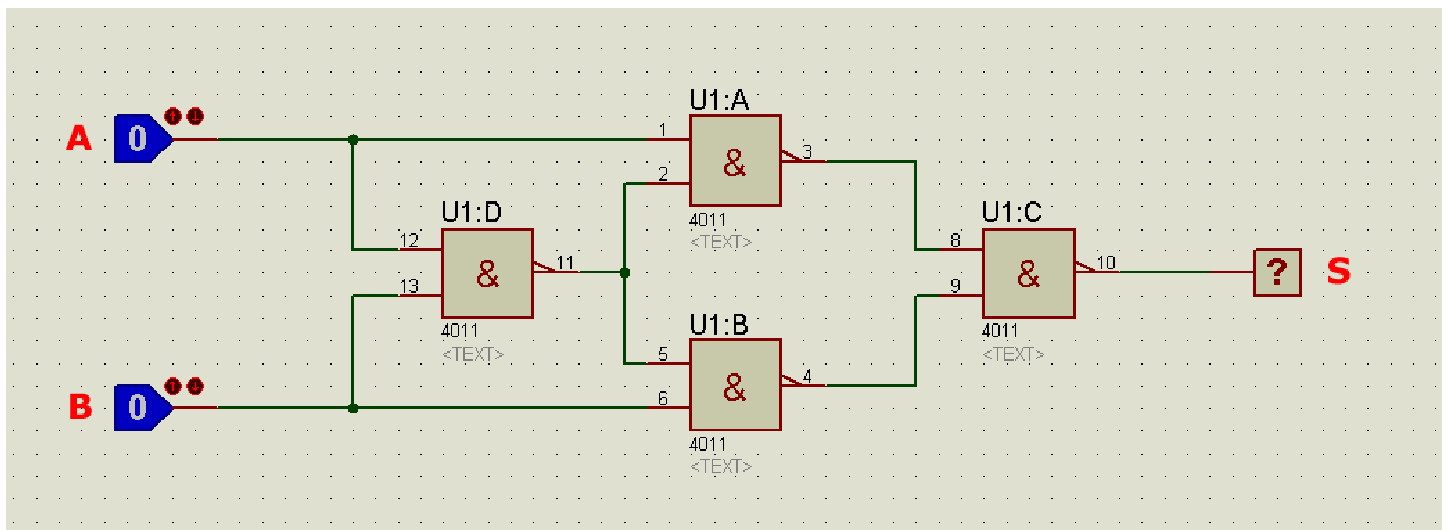 U1:A
A 0 1 3
2 &
4011
<TEXT>
U1:D
12 11
13 &
4011
<TEXT>
U1:C
8 10
9 &
? S
4011
<TEXT>
U1:B
5 4
6 &
B 0
4011
<TEXT>